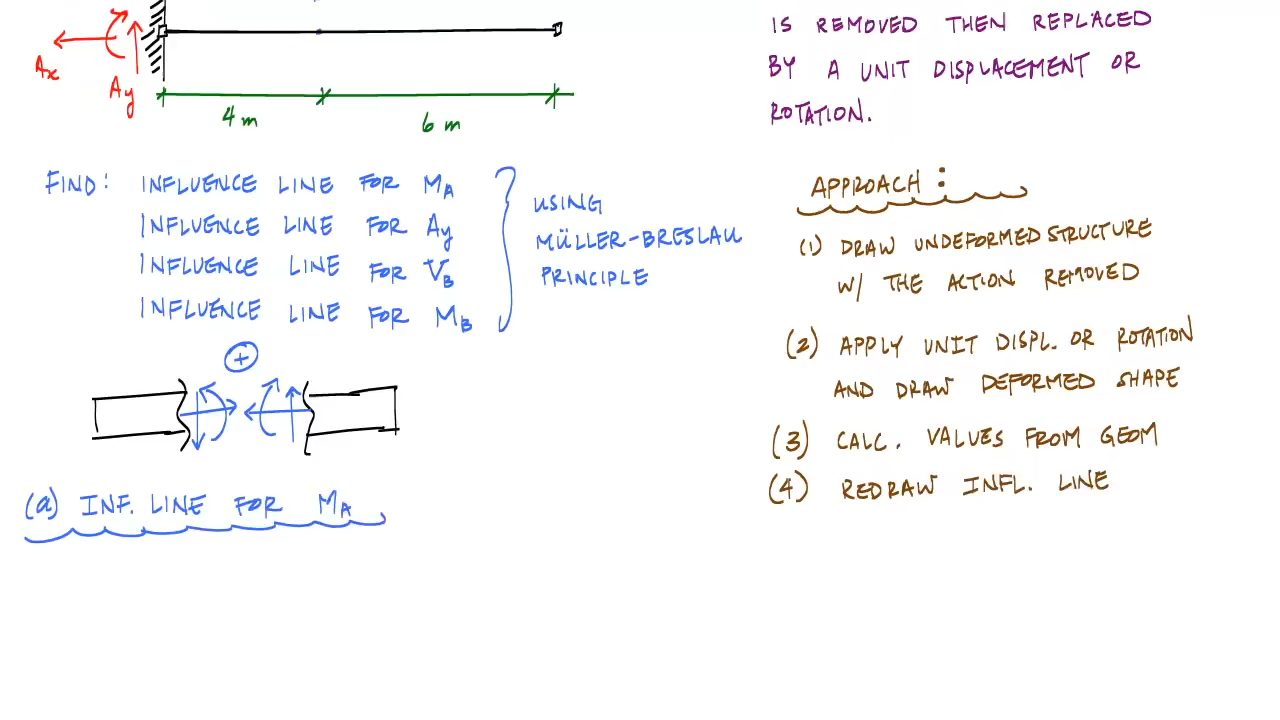 Ax
Ay
4 m
6 m
FIND: INFLUENCE LINE FOR MA
INFLUENCE LINE FOR Ay
INFLUENCE LINE FOR VB
INFLUENCE LINE FOR MB
USING
MÜLLER-BRESLAU
PRINCIPLE
+
(a) INF. LINE FOR MA
IS REMOVED THEN REPLACED
BY A UNIT DISPLACEMENT OR
ROTATION.
APPROACH:
(1) DRAW UNDEFORMED STRUCTURE
W/ THE ACTION REMOVED
(2) APPLY UNIT DISPL. OR ROTATION
AND DRAW DEFORMED SHAPE
(3) CALC. VALUES FROM GEOM
(4) REDRAW INFL. LINE